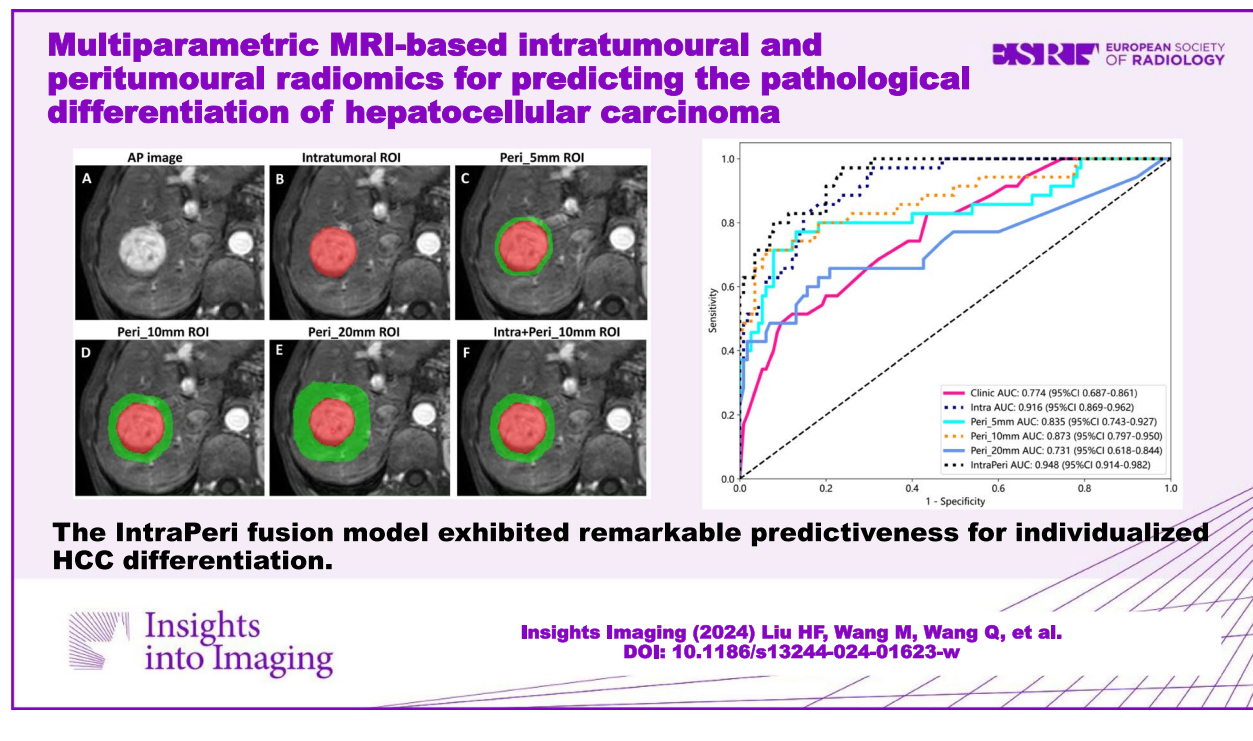 Multiparametric MRI-based intratumoural and
peritumoural radiomics for predicting the pathological
differentiation of hepatocellular carcinoma
ESR
EUROPEAN SOCIETY
OF RADIOLOGY
AP image
Intratumoral ROI
Peri_5mm ROI
A
B
C
Peri_10mm ROI
Peri_20mm ROI
Intra+Peri_10mm ROI
D
E
F
1.0
0.8
0.6
0.4
0.2
0.0
Sensitivity
Clinic AUC: 0.774 (95%CI 0.687-0.861)
Intra AUC: 0.916 (95%CI 0.869-0.962)
Peri_5mm AUC: 0.835 (95%CI 0.743-0.927)
Peri_10mm AUC: 0.873 (95%CI 0.797-0.950)
Peri_20mm AUC: 0.731 (95%CI 0.618-0.844)
IntraPeri AUC: 0.948 (95%CI 0.914-0.982)
0.0 0.2 0.4 0.6 0.8 1.0
1 - Specificity
The IntraPeri fusion model exhibited remarkable predictiveness for individualized
HCC differentiation.
Insights
into Imaging
Insights Imaging (2024) Liu HF, Wang M, Wang Q, et al.
DOI: 10.1186/s13244-024-01623-w